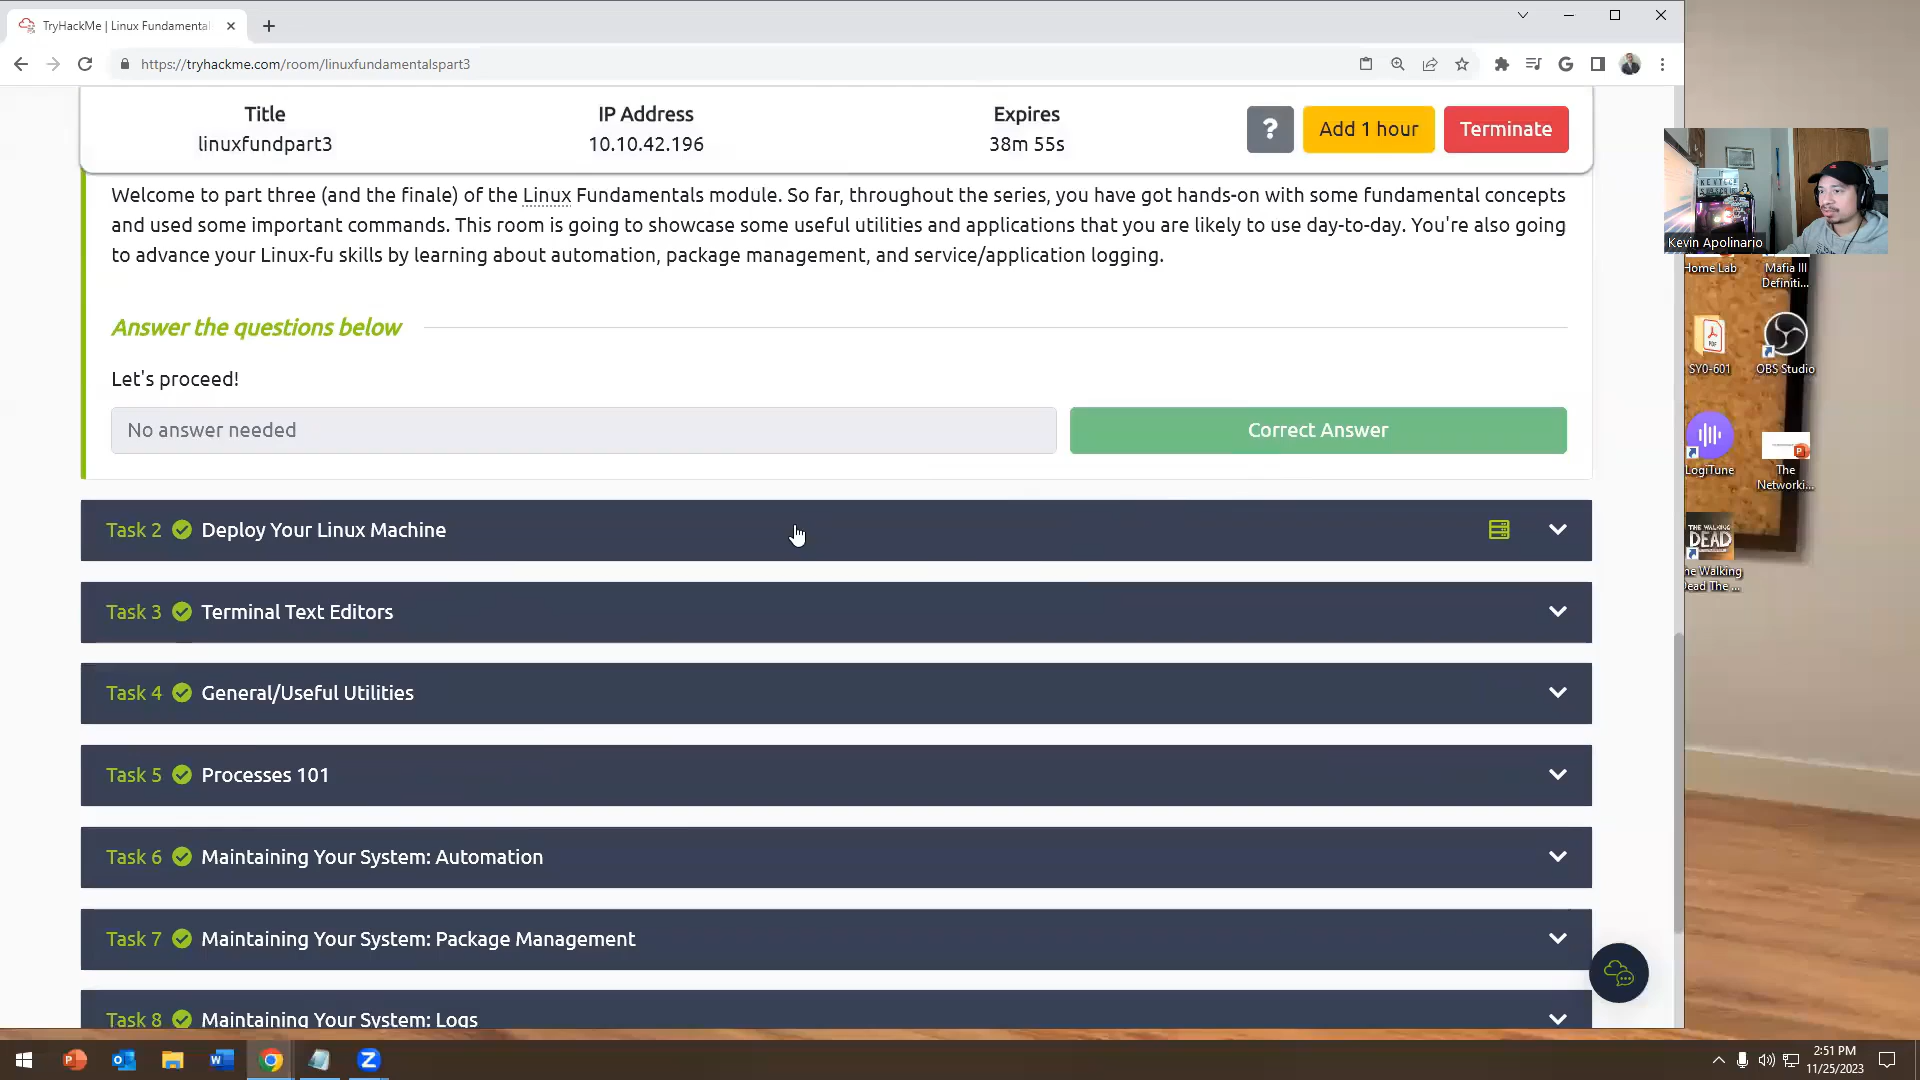 TryHackMe | Linux Fundamenta
https://tryhackme.com/room/linuxfundamentalspart3
Title
IP Address
Expires
linuxfundpart3
10.10.42.196
38m 55s
?
Add 1 hour
Terminate
Welcome to part three (and the finale) of the Linux Fundamentals module. So far, throughout the series, you have got hands-on with some fundamental concepts
and used some important commands. This room is going to showcase some useful utilities and applications that you are likely to use day-to-day. You're also going
to advance your Linux-fu skills by learning about automation, package management, and service/application logging.
Answer the questions below
Let's proceed!
No answer needed
Correct Answer
Task 2 Deploy Your Linux Machine
Task 3 Terminal Text Editors
Task 4 General/Useful Utilities
Task 5 Processes 101
Task 6 Maintaining Your System: Automation
Task 7 Maintaining Your System: Package Management
Task 8 Maintaining Your System: Logs
Kevin Apolinario
Home Lab
Mafia III
Definiti...
SY0-601
OBS Studio
LogiTune
The
Networki...
THE WALKING
DEAD
he Walking
ead The ...
2:51 PM
11/25/2023